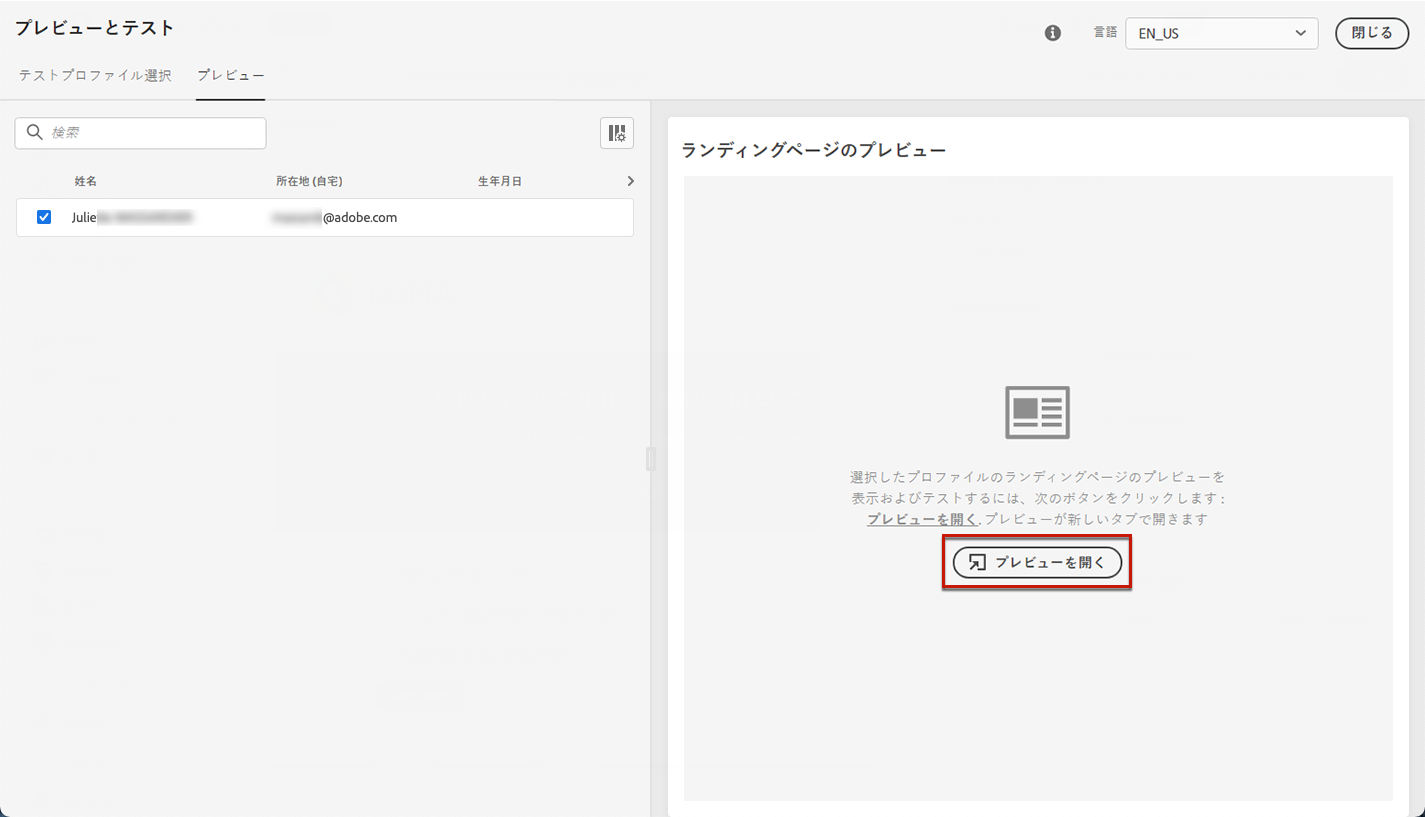 プレビューとテスト
言語
EN_US
閉じる
テストプロファイル選択
プレビュー
検索
姓名
所在地 (自宅)
生年月日
Julie
@adobe.com
ランディングページのプレビュー
選択したプロファイルのランディングページのプレビューを
表示およびテストするには、次のボタンをクリックします :
プレビューを開く. プレビューが新しいタブで開きます
プレビューを開く